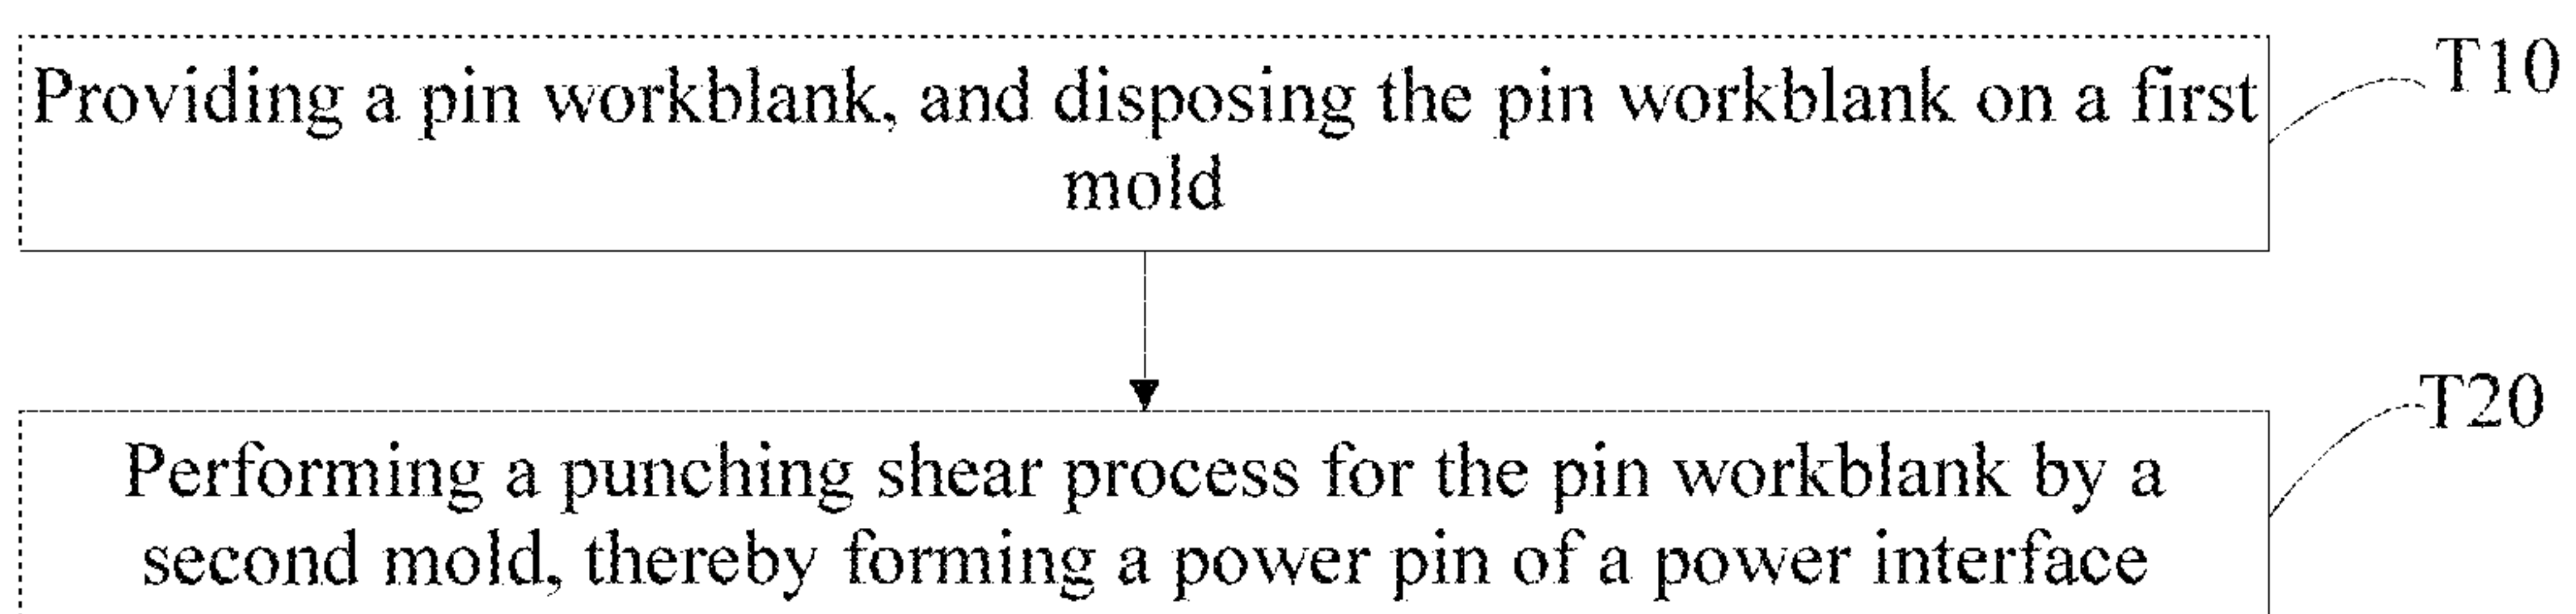 Providing a pin workblank, and disposing the pin workblank on a first
mold
T10
Performing a punching shear process for the pin workblank by a
second mold, thereby forming a power pin of a power interface
T20